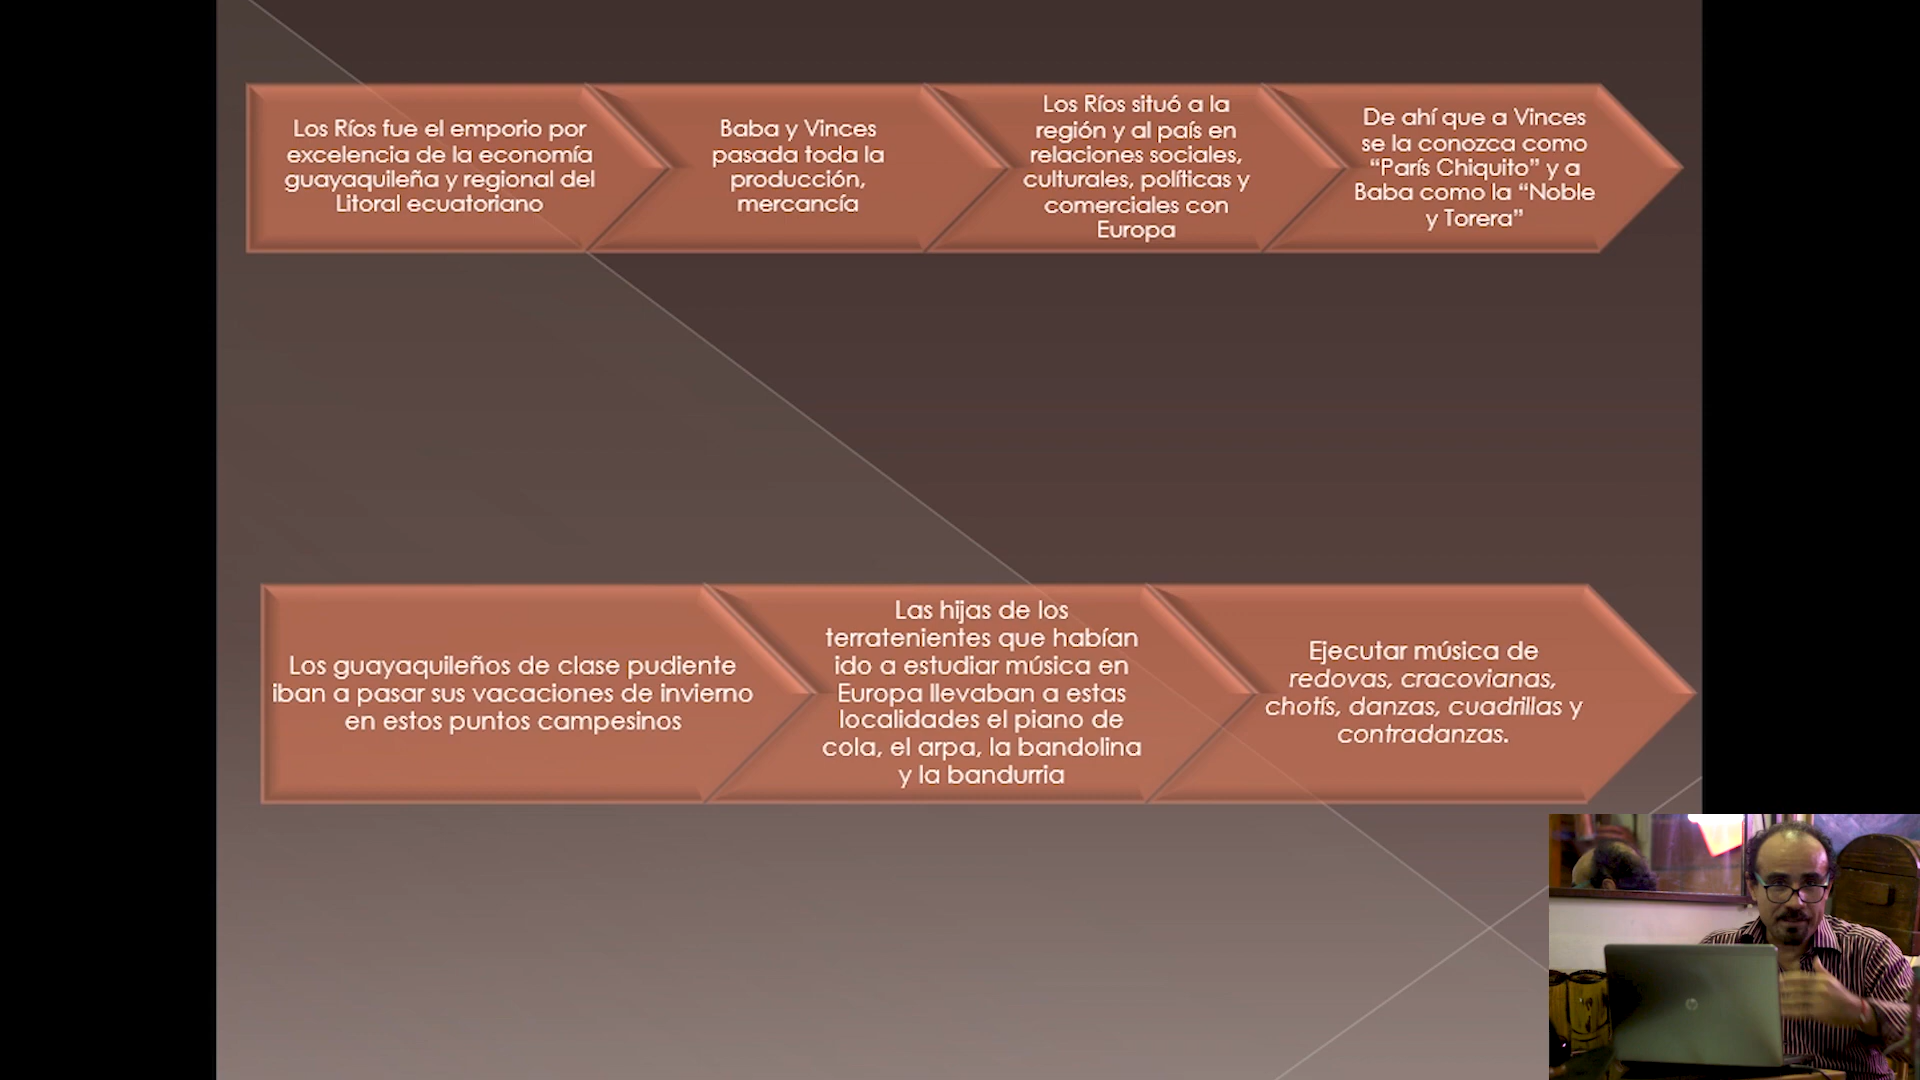 Los Ríos fue el emporio por
excelencia de la economía
guayaquileña y regional del
Litoral ecuatoriano
Baba y Vinces
pasada toda la
producción,
mercancía
Los Ríos situó a la
región y al país en
relaciones sociales,
culturales, políticas y
comerciales con
Europa
De ahí que a Vinces
se la conozca como
“París Chiquito” y a
Baba como la “Noble
y Torera”
Los guayaquileños de clase pudiente
iban a pasar sus vacaciones de invierno
en estos puntos campesinos
Las hijas de los
terratenientes que habían
ido a estudiar música en
Europa llevaban a estas
localidades el piano de
cola, el arpa, la bandolina
y la bandurria
Ejecutar música de
redovas, cracovianas,
chotís, danzas, cuadrillas y
contradanzas.
hp